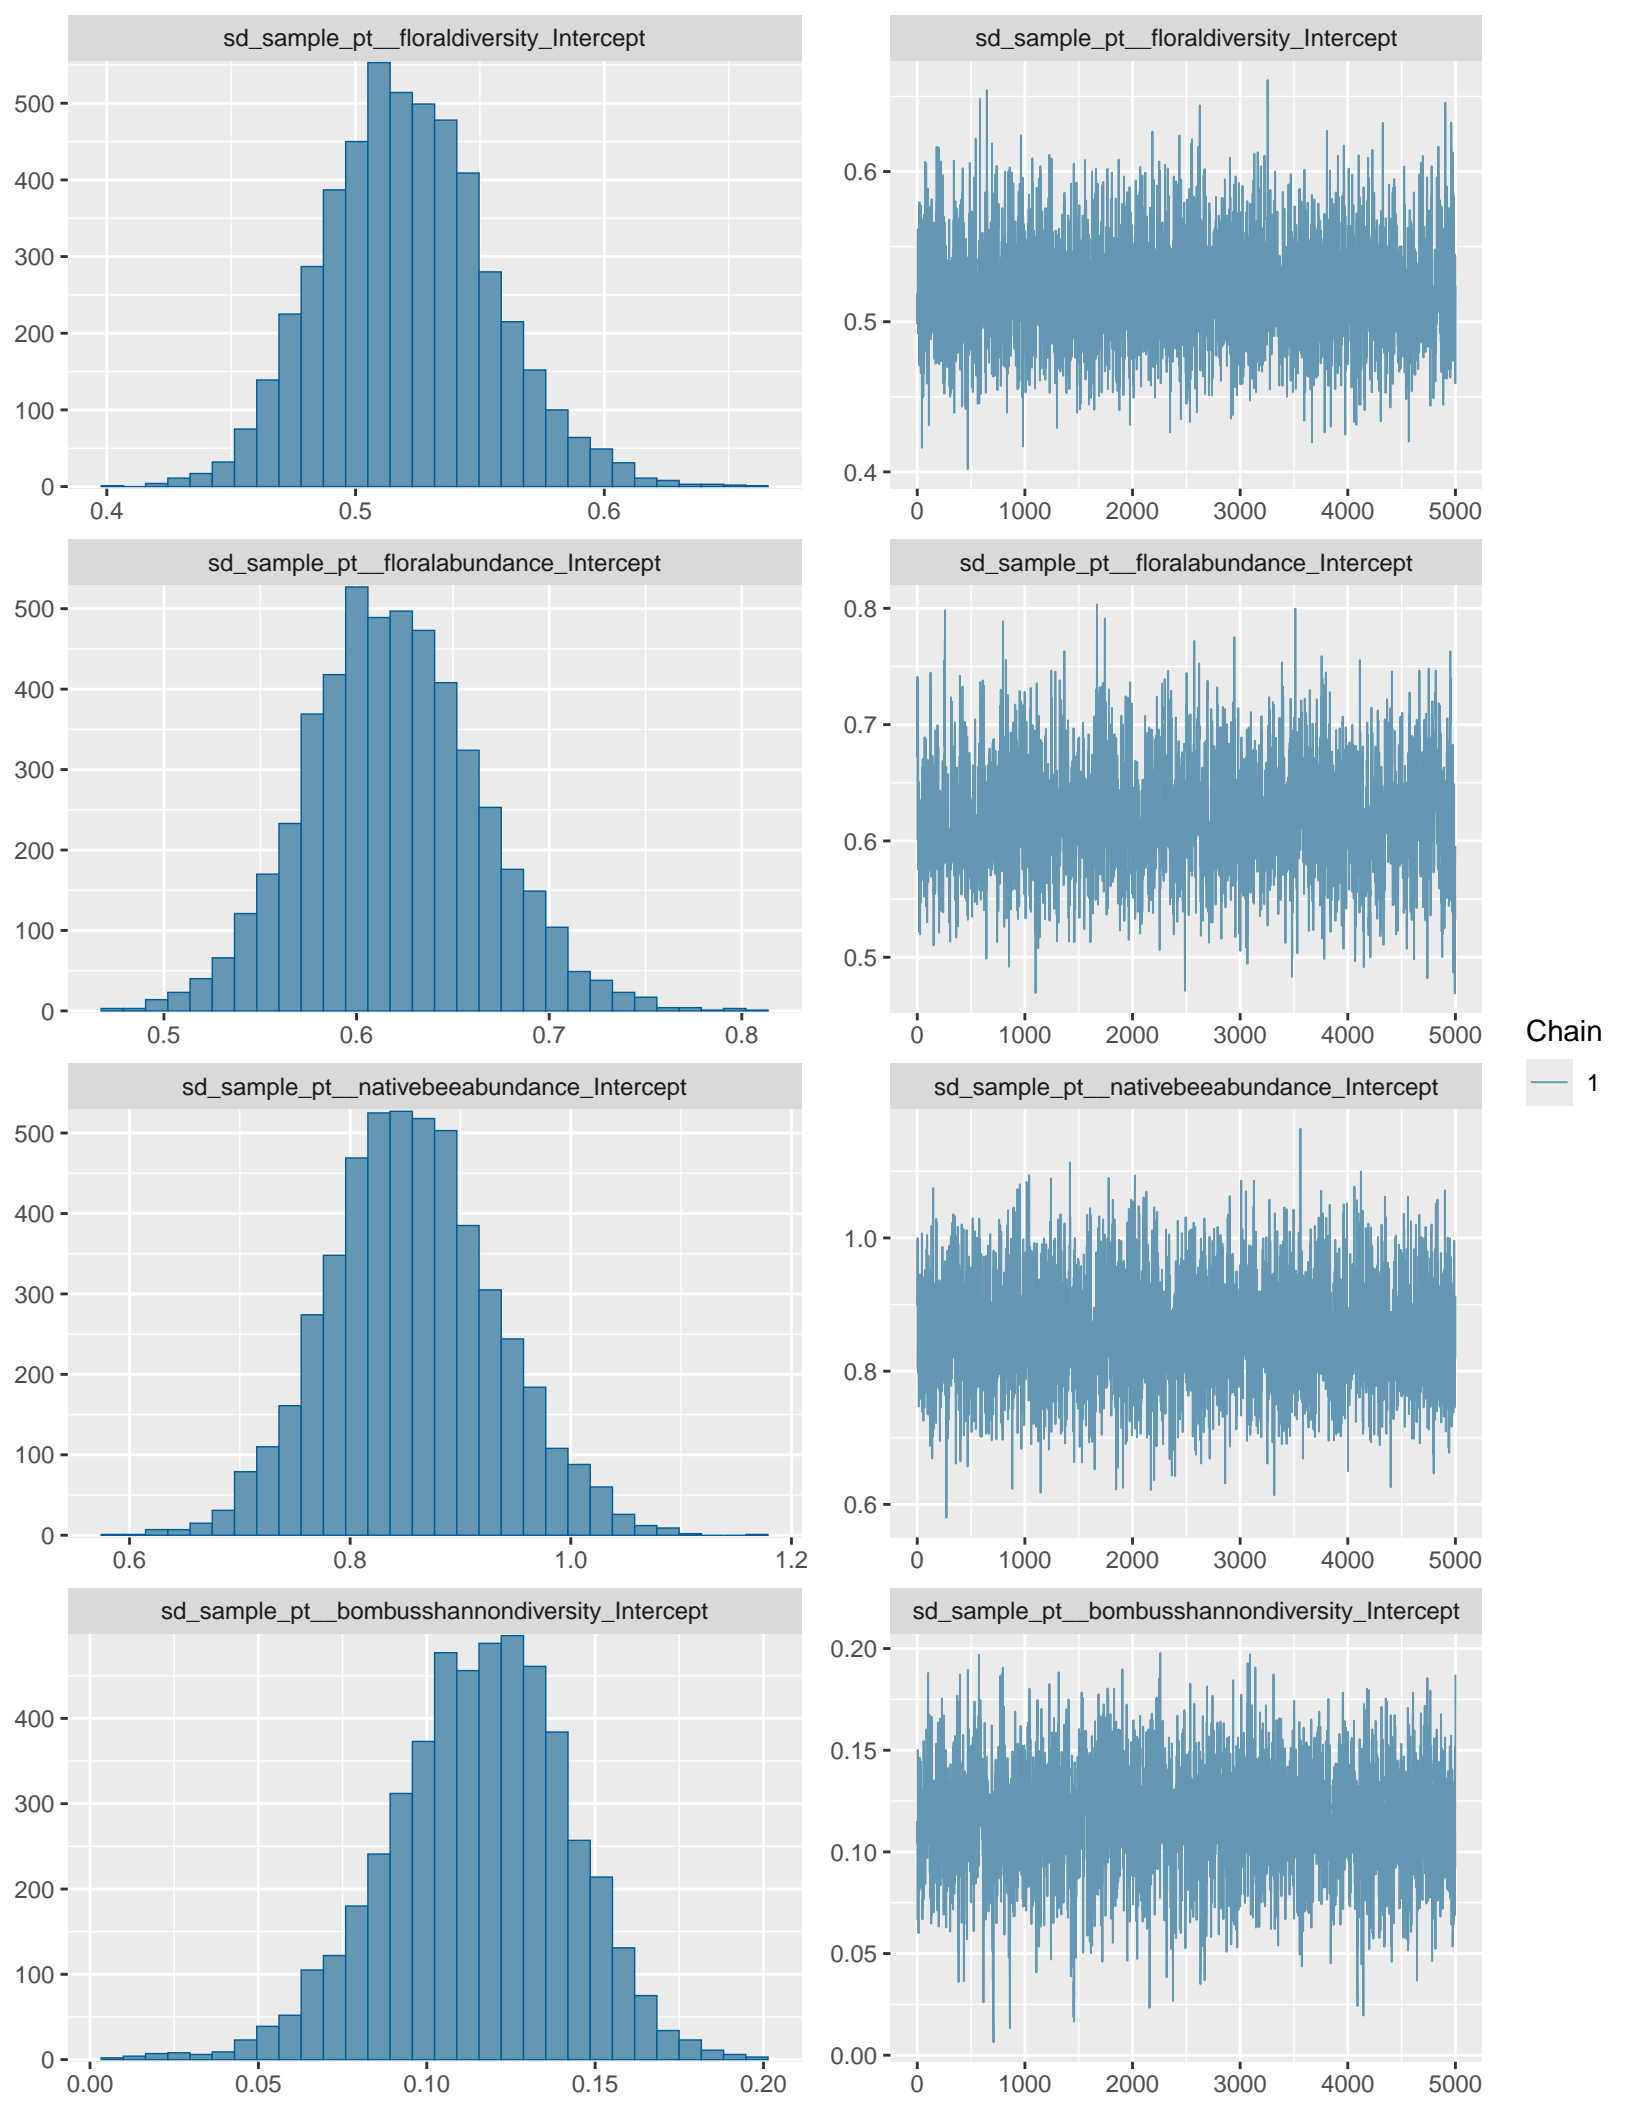 sd_sample_pt__floraldiversity_Intercept
sd_sample_pt__floraldiversity_Intercept
500
400
300
200
100
0
0.4 0.5 0.6
0.6
0.5
0.4
0 1000 2000 3000 4000 5000
sd_sample_pt__floralabundance_Intercept
sd_sample_pt__floralabundance_Intercept
500
400
300
200
100
0
0.5 0.6 0.7 0.8
0.8
0.7
0.6
0.5
0 1000 2000 3000 4000 5000
Chain
1
sd_sample_pt__nativebeeabundance_Intercept
sd_sample_pt__nativebeeabundance_Intercept
500
400
300
200
100
0
0.6 0.8 1.0 1.2
1.0
0.8
0.6
0 1000 2000 3000 4000 5000
sd_sample_pt__bombusshannondiversity_Intercept
sd_sample_pt__bombusshannondiversity_Intercept
400
300
200
100
0
0.00 0.05 0.10 0.15 0.20
0.20
0.15
0.10
0.05
0.00
0 1000 2000 3000 4000 5000